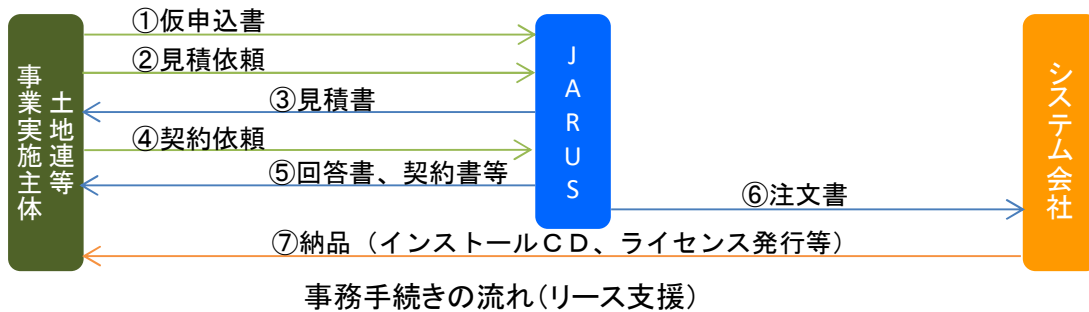 ①仮申込書
②見積依頼
③見積書
④契約依頼
⑤回答書、契約書等
⑥注文書
⑦納品（インストールＣＤ、ライセンス発行等）
土地連等
事業実施主体
JARUS
システム会社
事務手続きの流れ（リース支援）